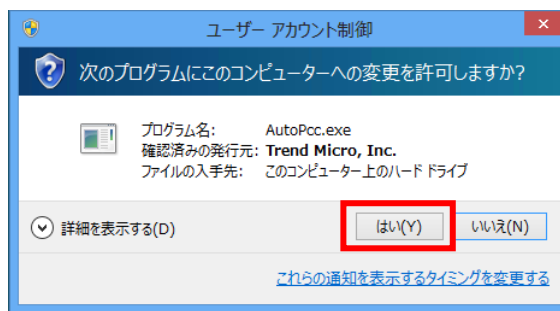 ユーザー アカウント制御
次のプログラムにこのコンピューターへの変更を許可しますか?
プログラム名: AutoPcc.exe
確認済みの発行元: Trend Micro, Inc.
ファイルの入手先: このコンピューター上のハード ドライブ
詳細を表示する(D)
はい(Y)
いいえ(N)
これらの通知を表示するタイミングを変更する